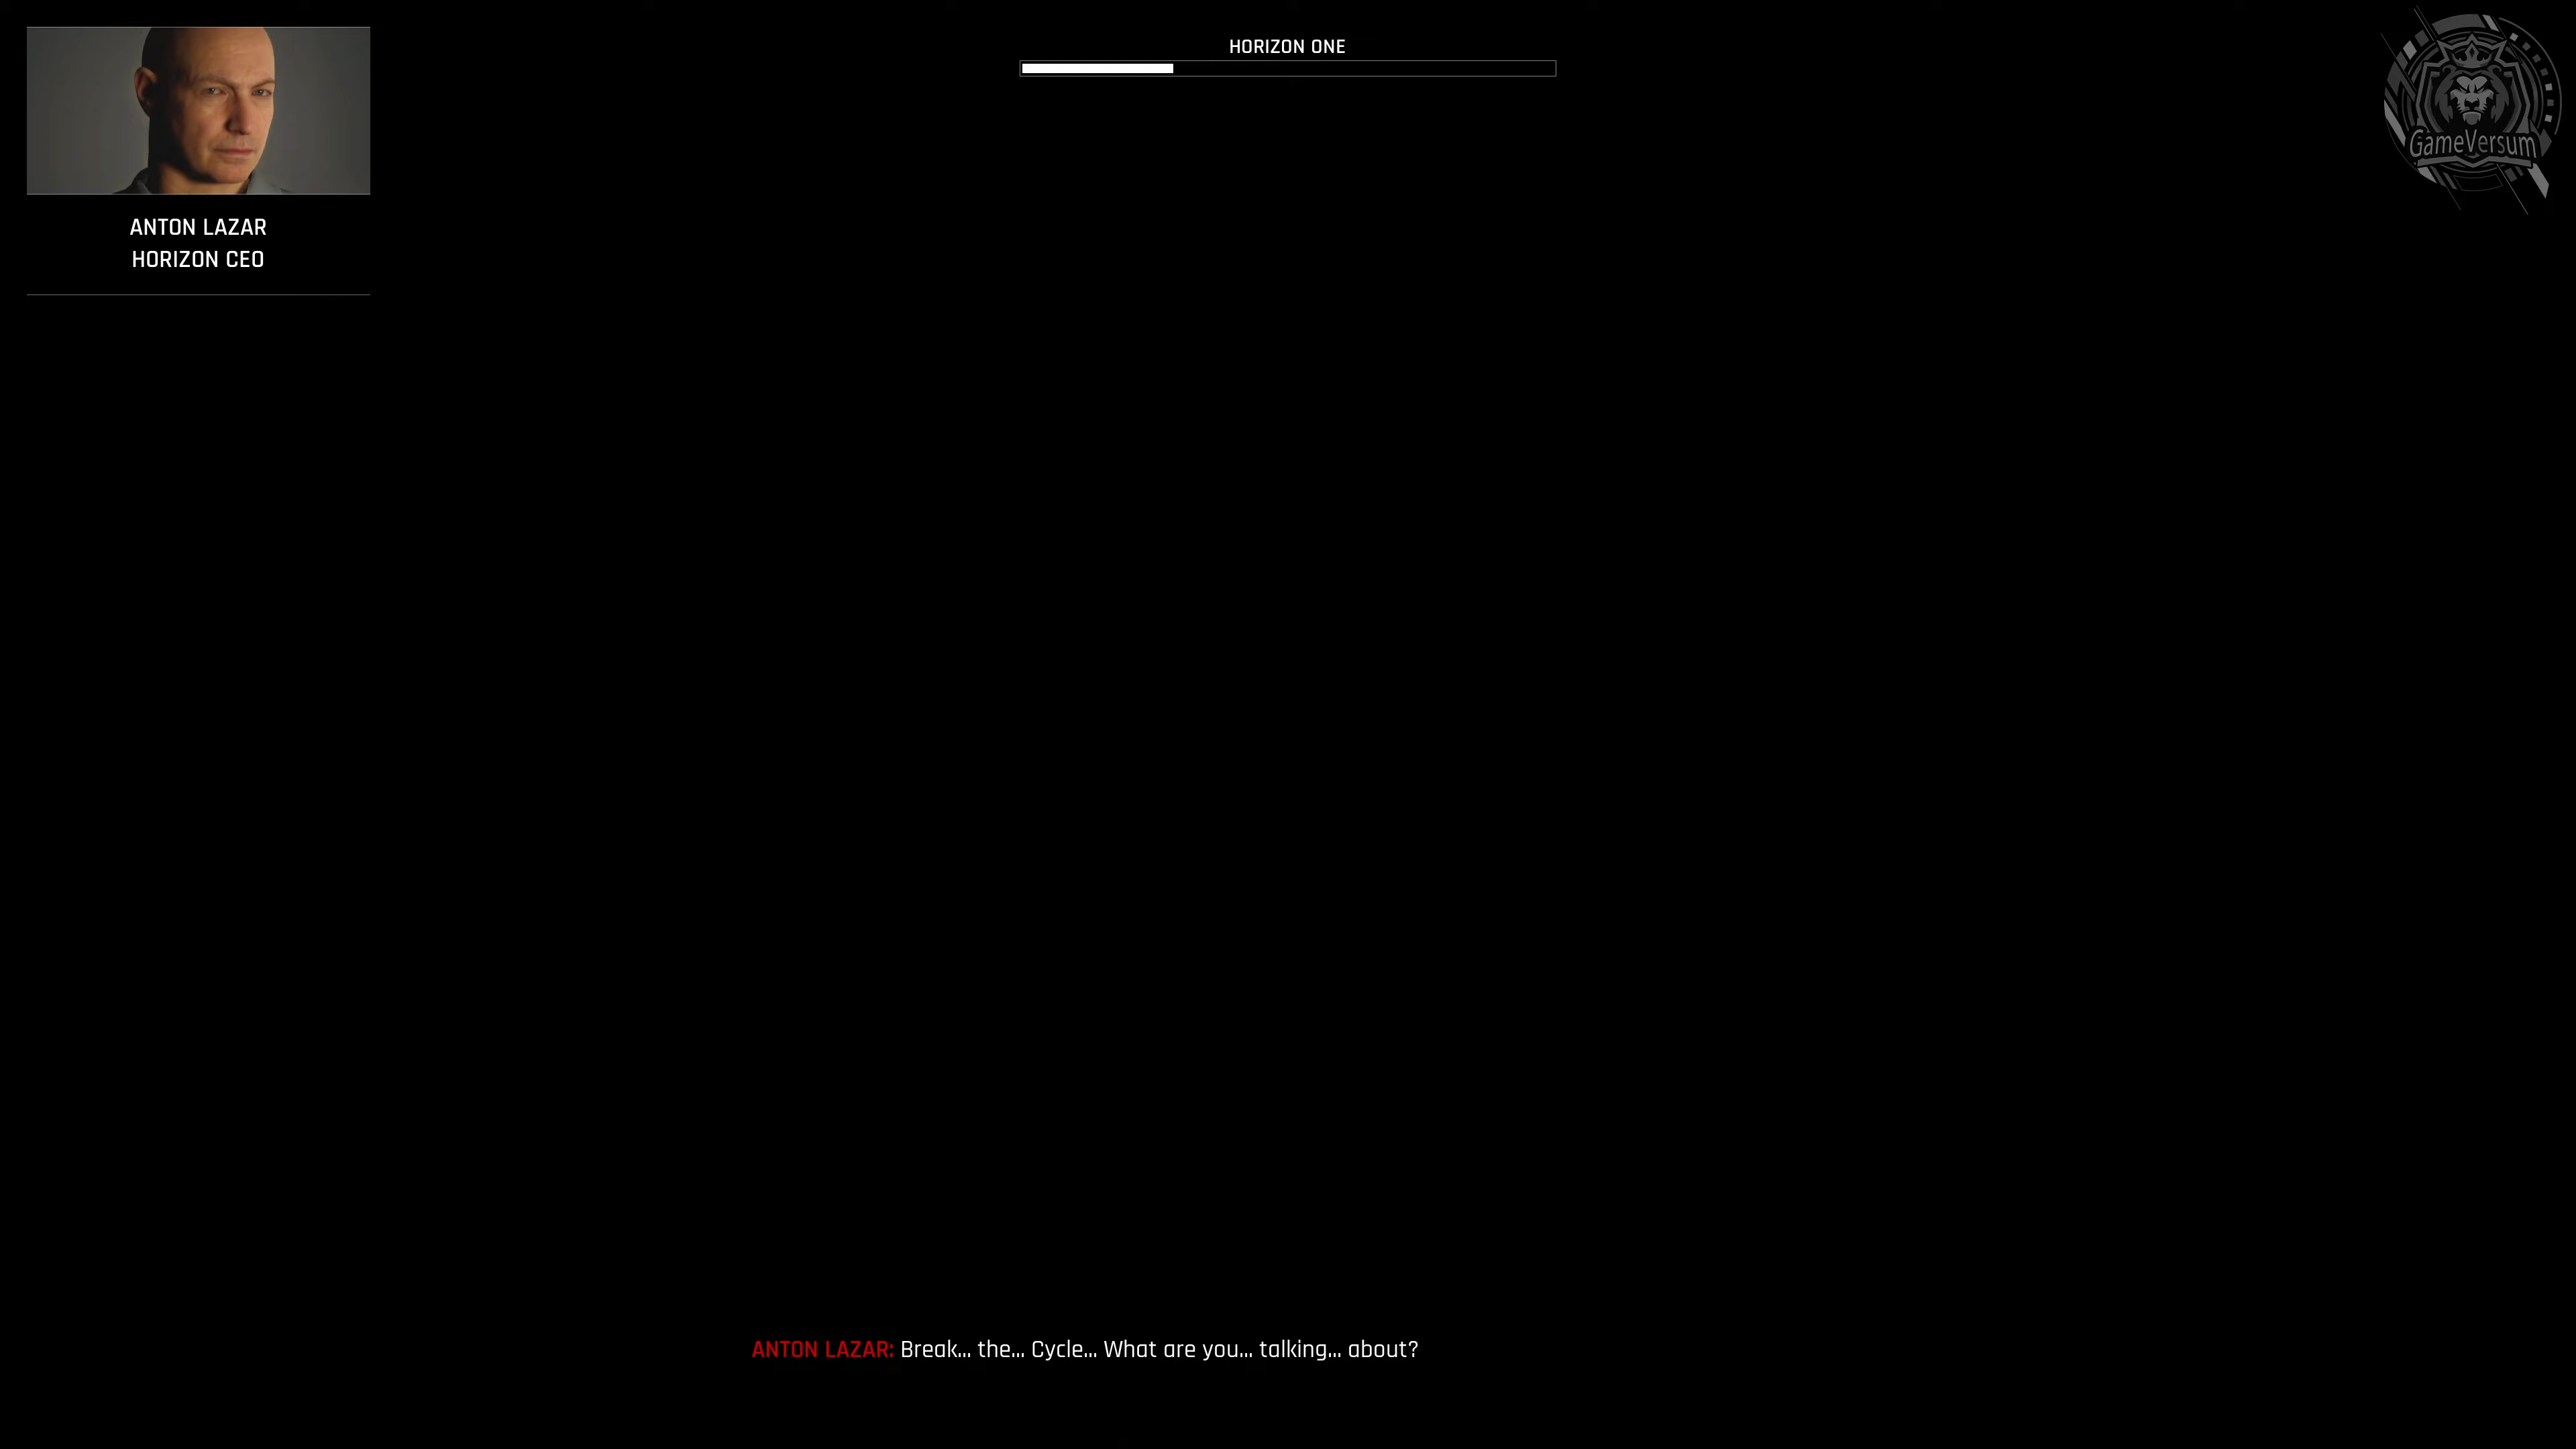 HORIZON ONE
GameVersum
ANTON LAZAR
HORIZON CEO
ANTON LAZAR: Break... the... Cycle... What are you... talking... about?